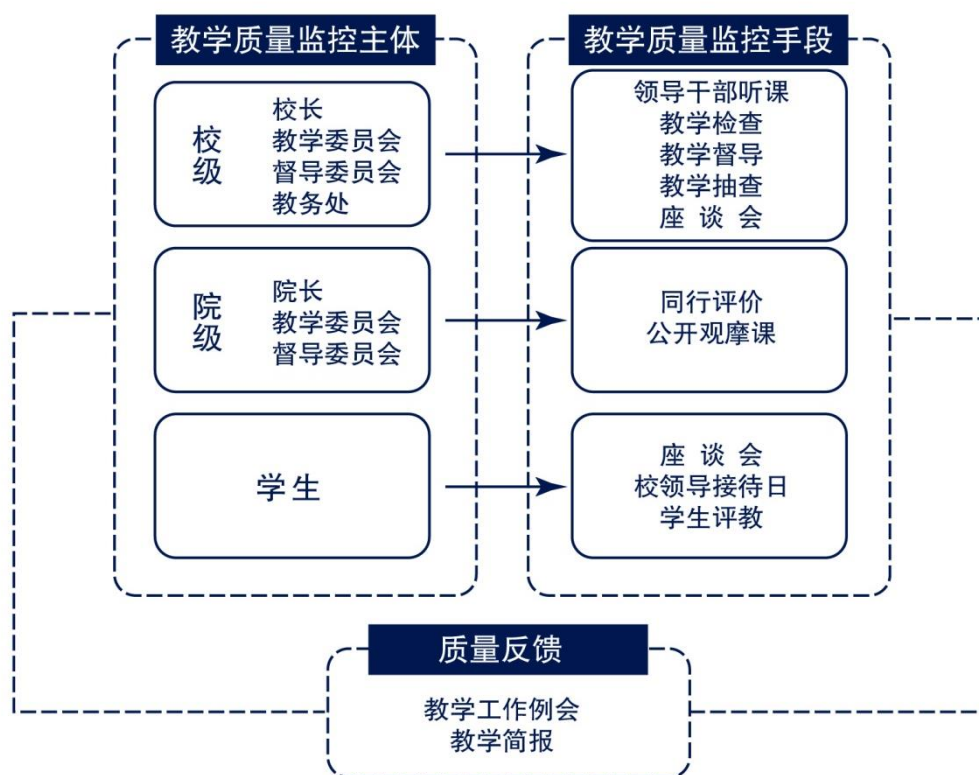 教学质量监控主体
校级
校长
教学委员会
督导委员会
教务处
院级
院长
教学委员会
督导委员会
学生
教学质量监控手段
领导干部听课
教学检查
教学督导
教学抽查
座谈会
同行评价
公开观摩课
座谈会
校领导接待日
学生评教
质量反馈
教学工作例会
教学简报